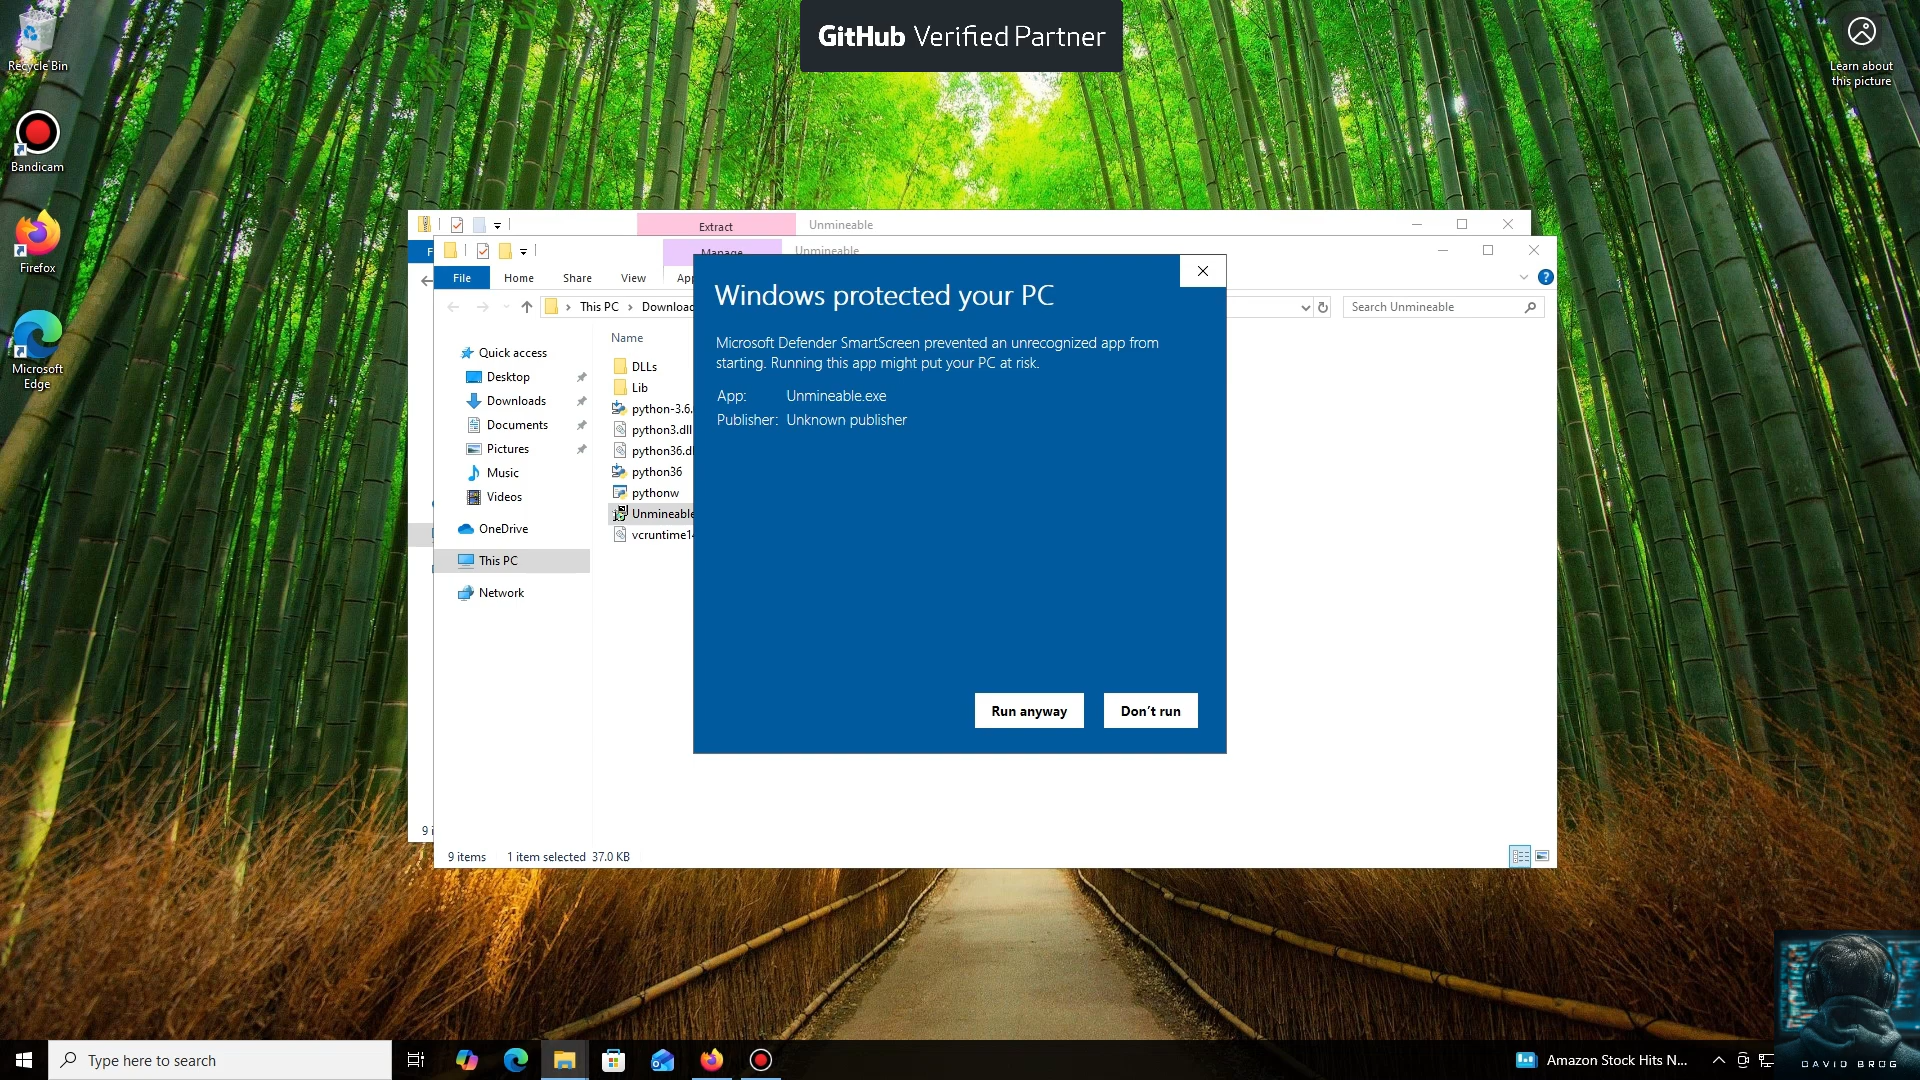 GitHub Verified Partner
Recycle Bin
Bandicam
Firefox
Microsoft
Edge
Learn about
this picture
Extract
Unmineable
F
Manage
Unmineable
File
Home
Share
View
App
This PC
Download
Search Unmineable
Name
Quick access
Desktop
Downloads
Documents
Pictures
Music
Videos
OneDrive
This PC
Network
DLLs
Lib
python-3.6.
python3.dll
python36.dl
python36
pythonw
Unmineable
vcruntime14
Windows protected your PC
Microsoft Defender SmartScreen prevented an unrecognized app from
starting. Running this app might put your PC at risk.
App: Unmineable.exe
Publisher: Unknown publisher
Run anyway
Don't run
9 i
9 items
1 item selected 37.0 KB
Type here to search
Amazon Stock Hits N...
DAVID BROG